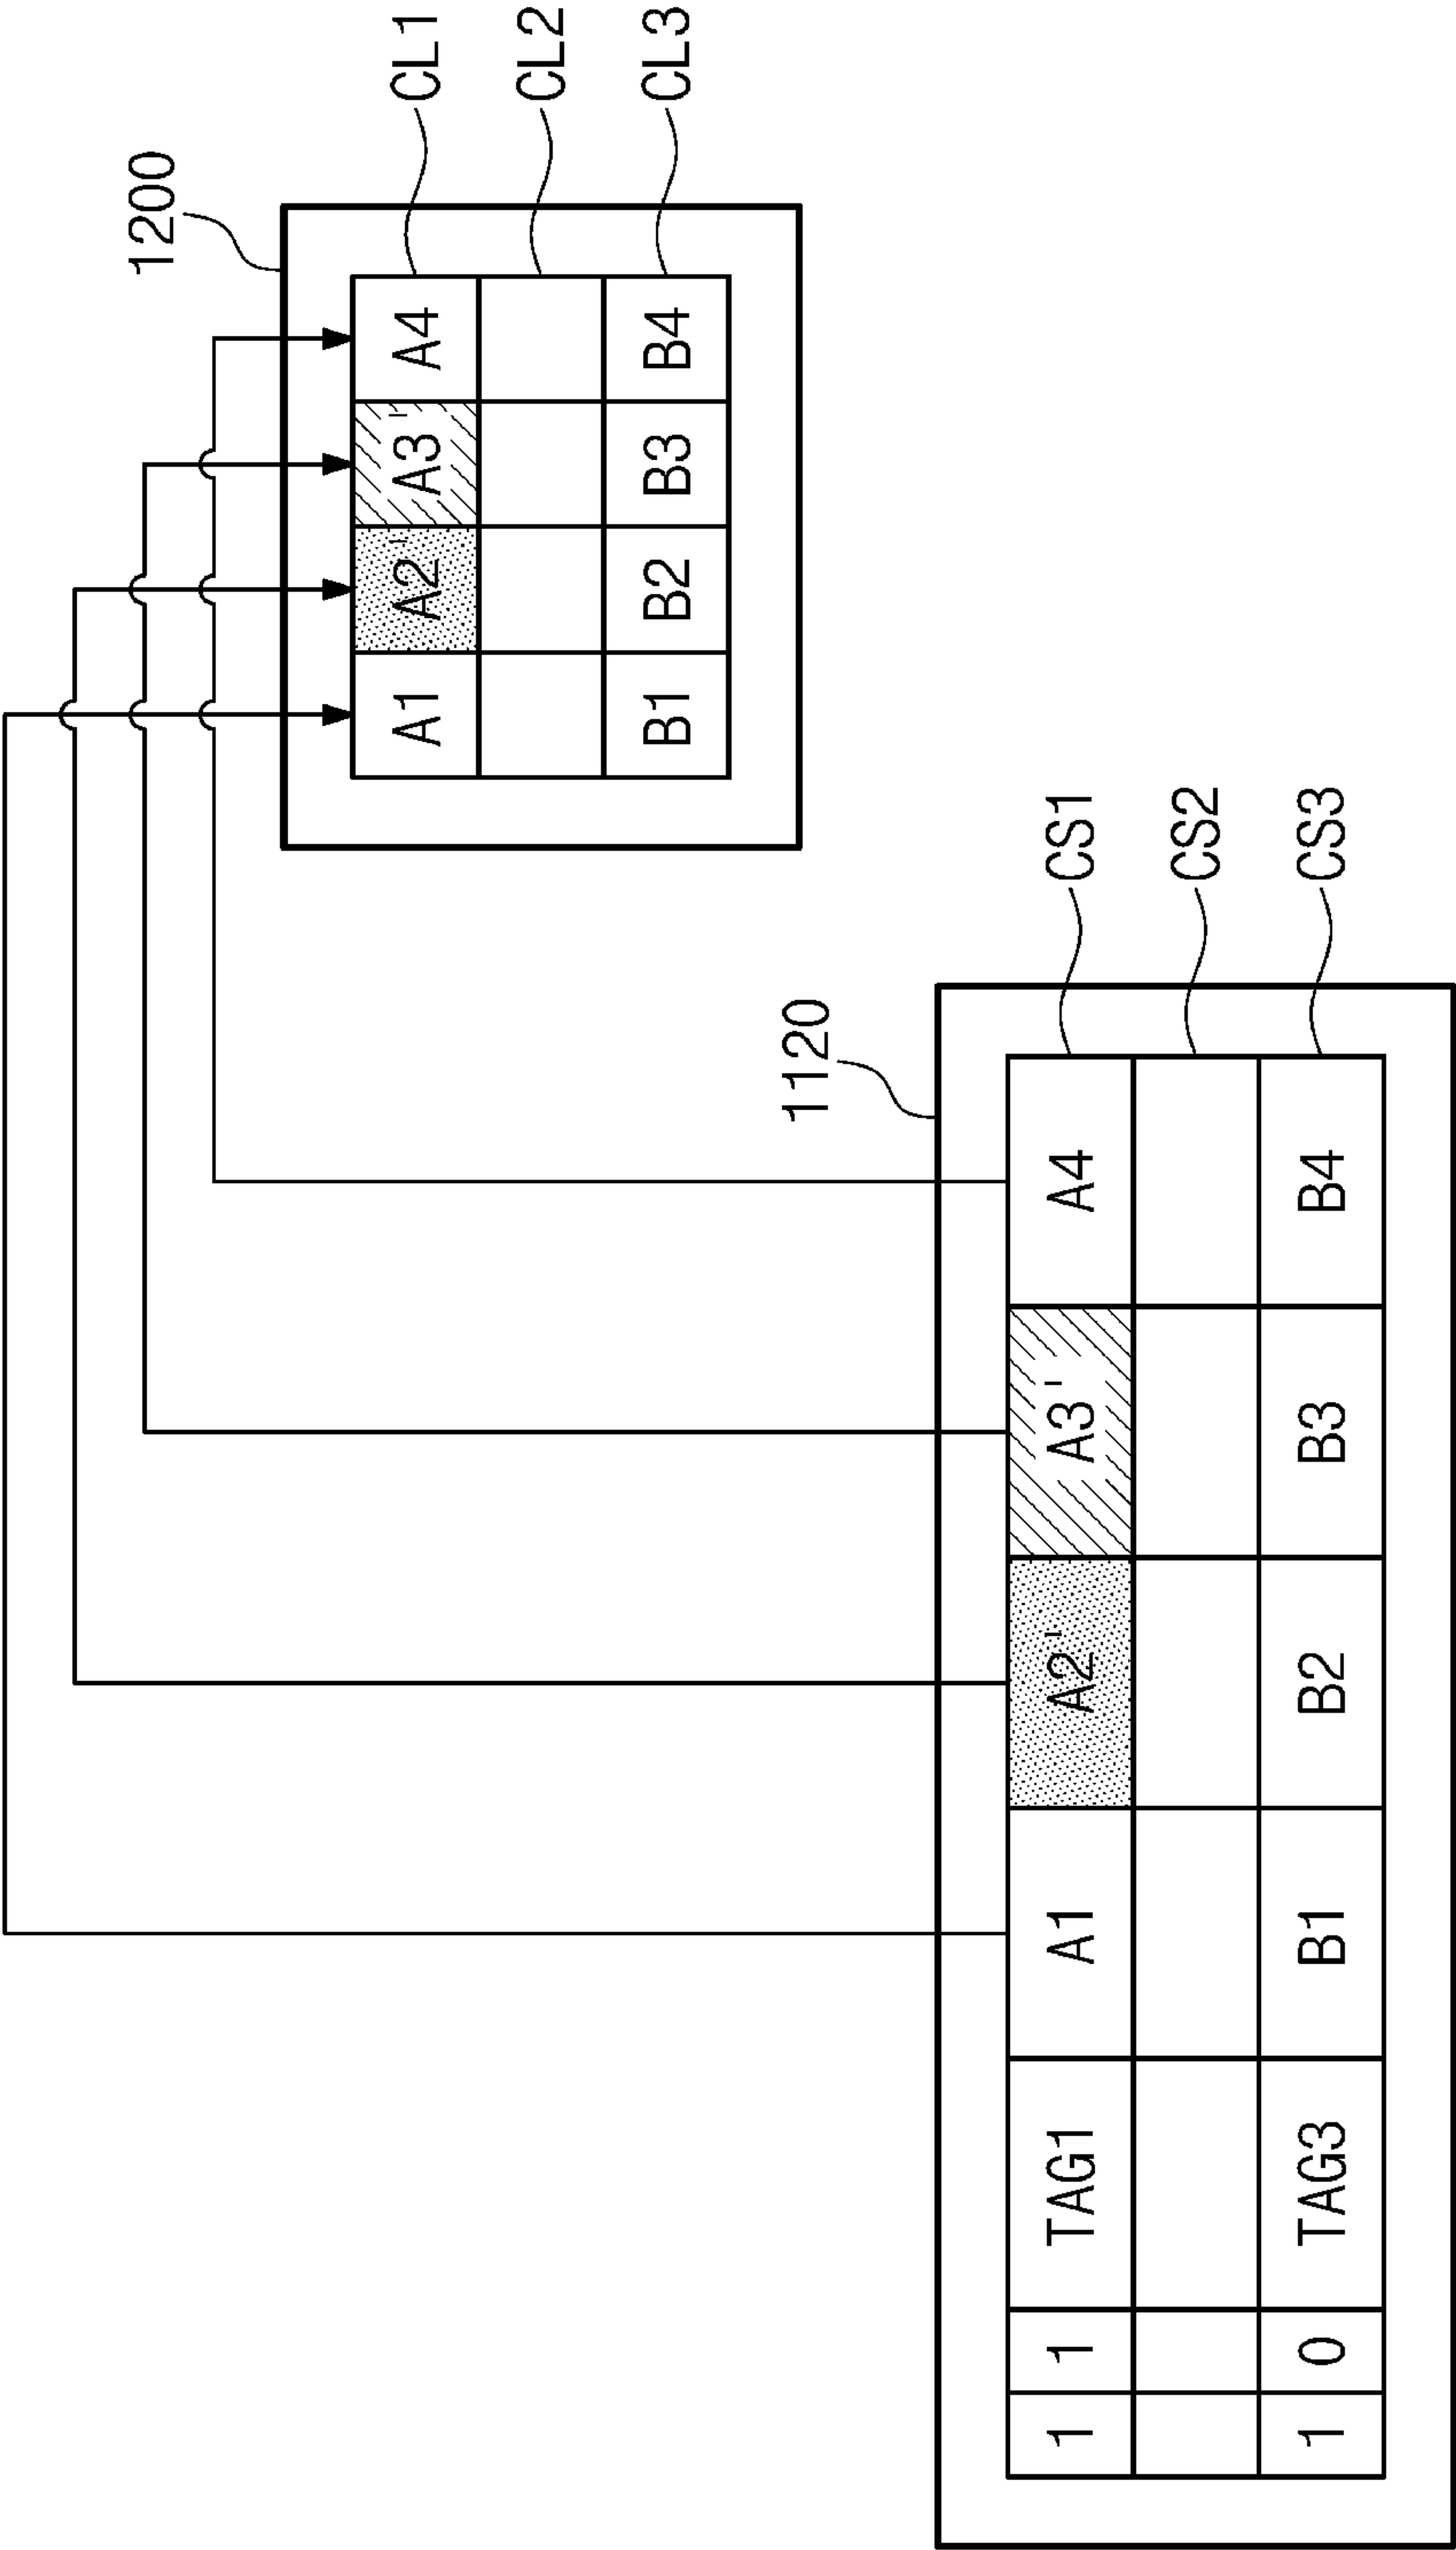 1200
A1 A2' A3' A4 CL1
CL2
B1 B2 B3 B4 CL3
1120
1 1 TAG1 A1 A2' A3' A4 CS1
CS2
1 0 TAG3 B1 B2 B3 B4 CS3